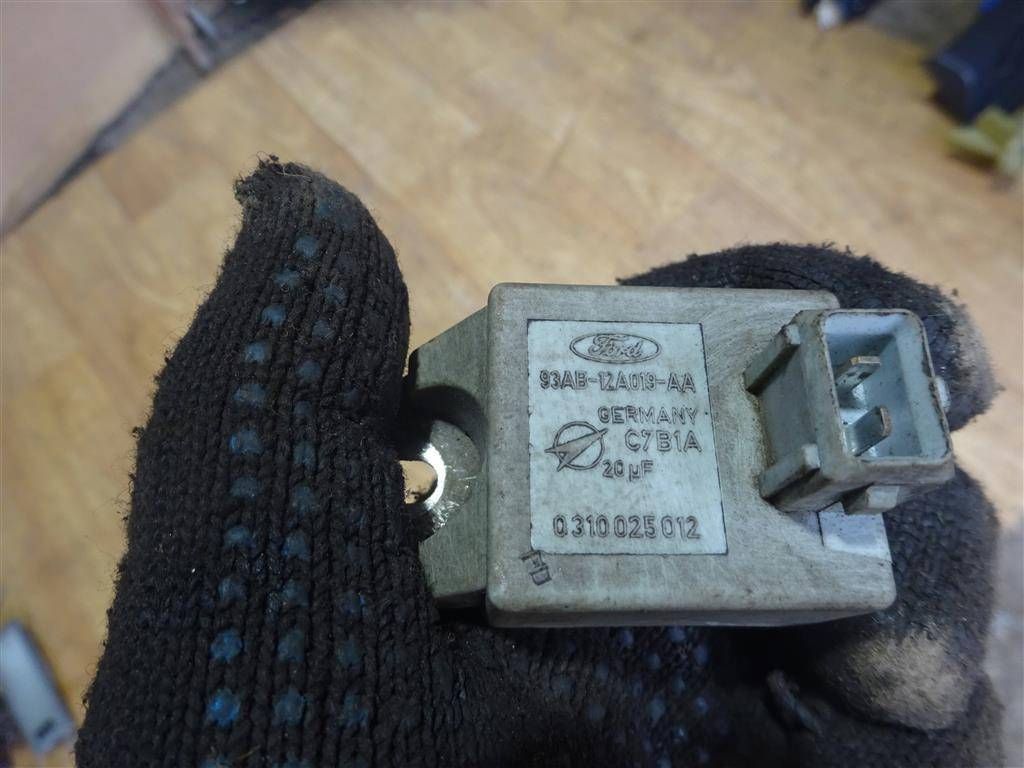 Ford
93AB-12A019-AA
GERMANY
C7B1A
20 µF
0 310 025 012